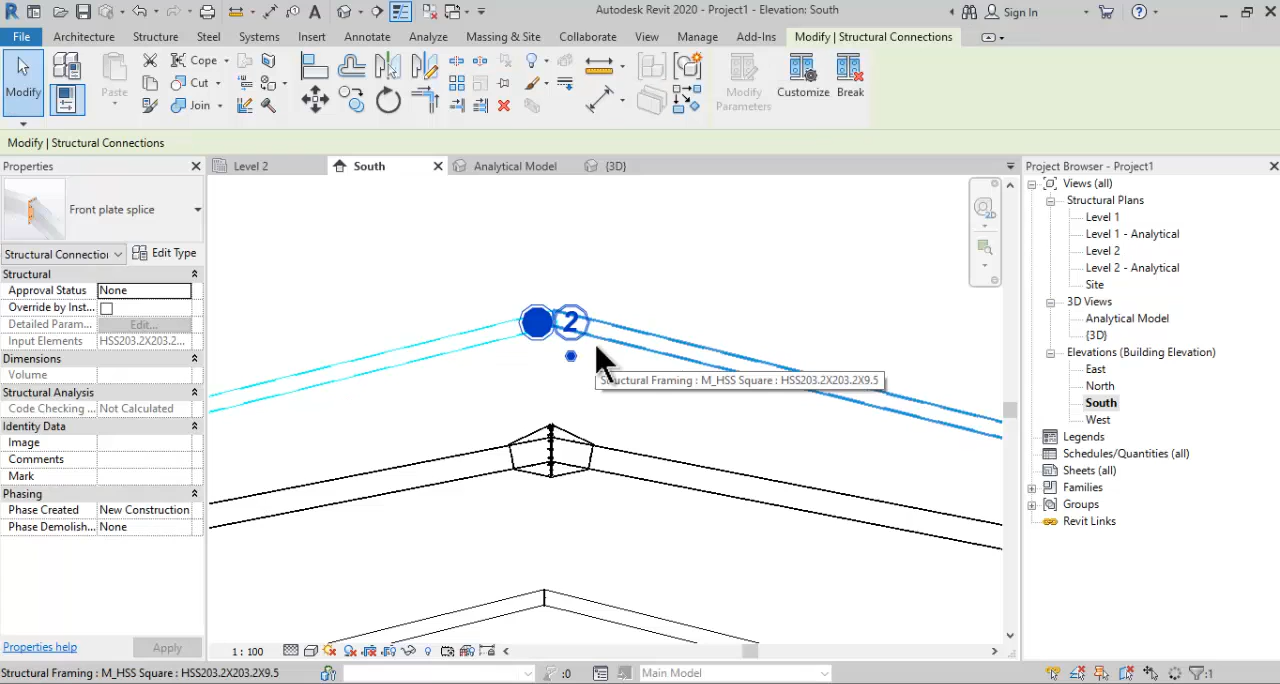 Autodesk Revit 2020 - Project1 - Elevation: South
Sign In
File Architecture Structure Steel Systems Insert Annotate Analyze Massing & Site Collaborate View Manage Add-Ins Modify | Structural Connections
Modify
Paste
Cope
Cut
Join
Modify Parameters
Customize
Break
Modify | Structural Connections
Properties
Front plate splice
Structural Connectior
Edit Type
Structural
Approval Status None
Override by Inst...
Detailed Param... Edit...
Input Elements HSS203.2X203.2...
Dimensions
Volume
Structural Analysis
Code Checking ... Not Calculated
Identity Data
Image
Comments
Mark
Phasing
Phase Created New Construction
Phase Demolish... None
Properties help
Apply
Level 2
South
Analytical Model
{3D}
2D
2
Structural Framing : M_HSS Square : HSS203.2X203.2X9.5
1 : 100
Project Browser - Project1
Views (all)
Structural Plans
Level 1
Level 1 - Analytical
Level 2
Level 2 - Analytical
Site
3D Views
Analytical Model
{3D}
Elevations (Building Elevation)
East
North
South
West
Legends
Schedules/Quantities (all)
Sheets (all)
Families
Groups
Revit Links
Structural Framing : M_HSS Square : HSS203.2X203.2X9.5
:0
Main Model
:1